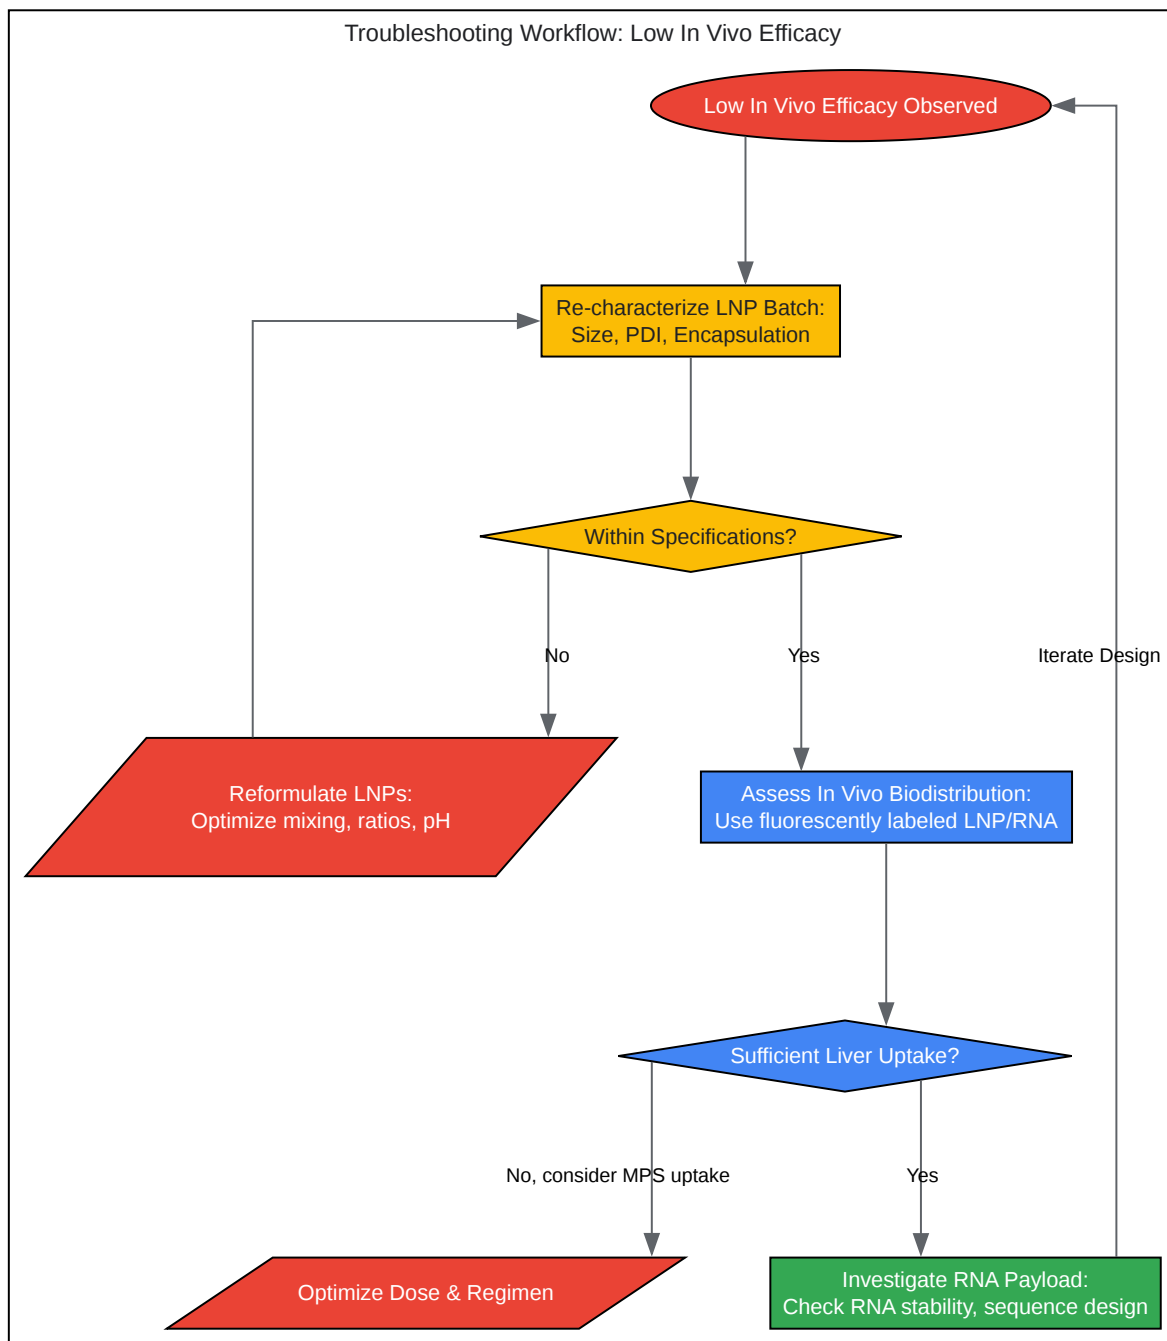 Troubleshooting Workflow: Low In Vivo Efficacy
Low In Vivo Efficacy Observed
Re-characterize LNP Batch:
Size, PDI, Encapsulation
Within Specifications?
No
Yes
Iterate Design
Reformulate LNPs:
Optimize mixing, ratios, pH
Assess In Vivo Biodistribution:
Use fluorescently labeled LNP/RNA
Sufficient Liver Uptake?
No, consider MPS uptake
Yes
Optimize Dose & Regimen
Investigate RNA Payload:
Check RNA stability, sequence design